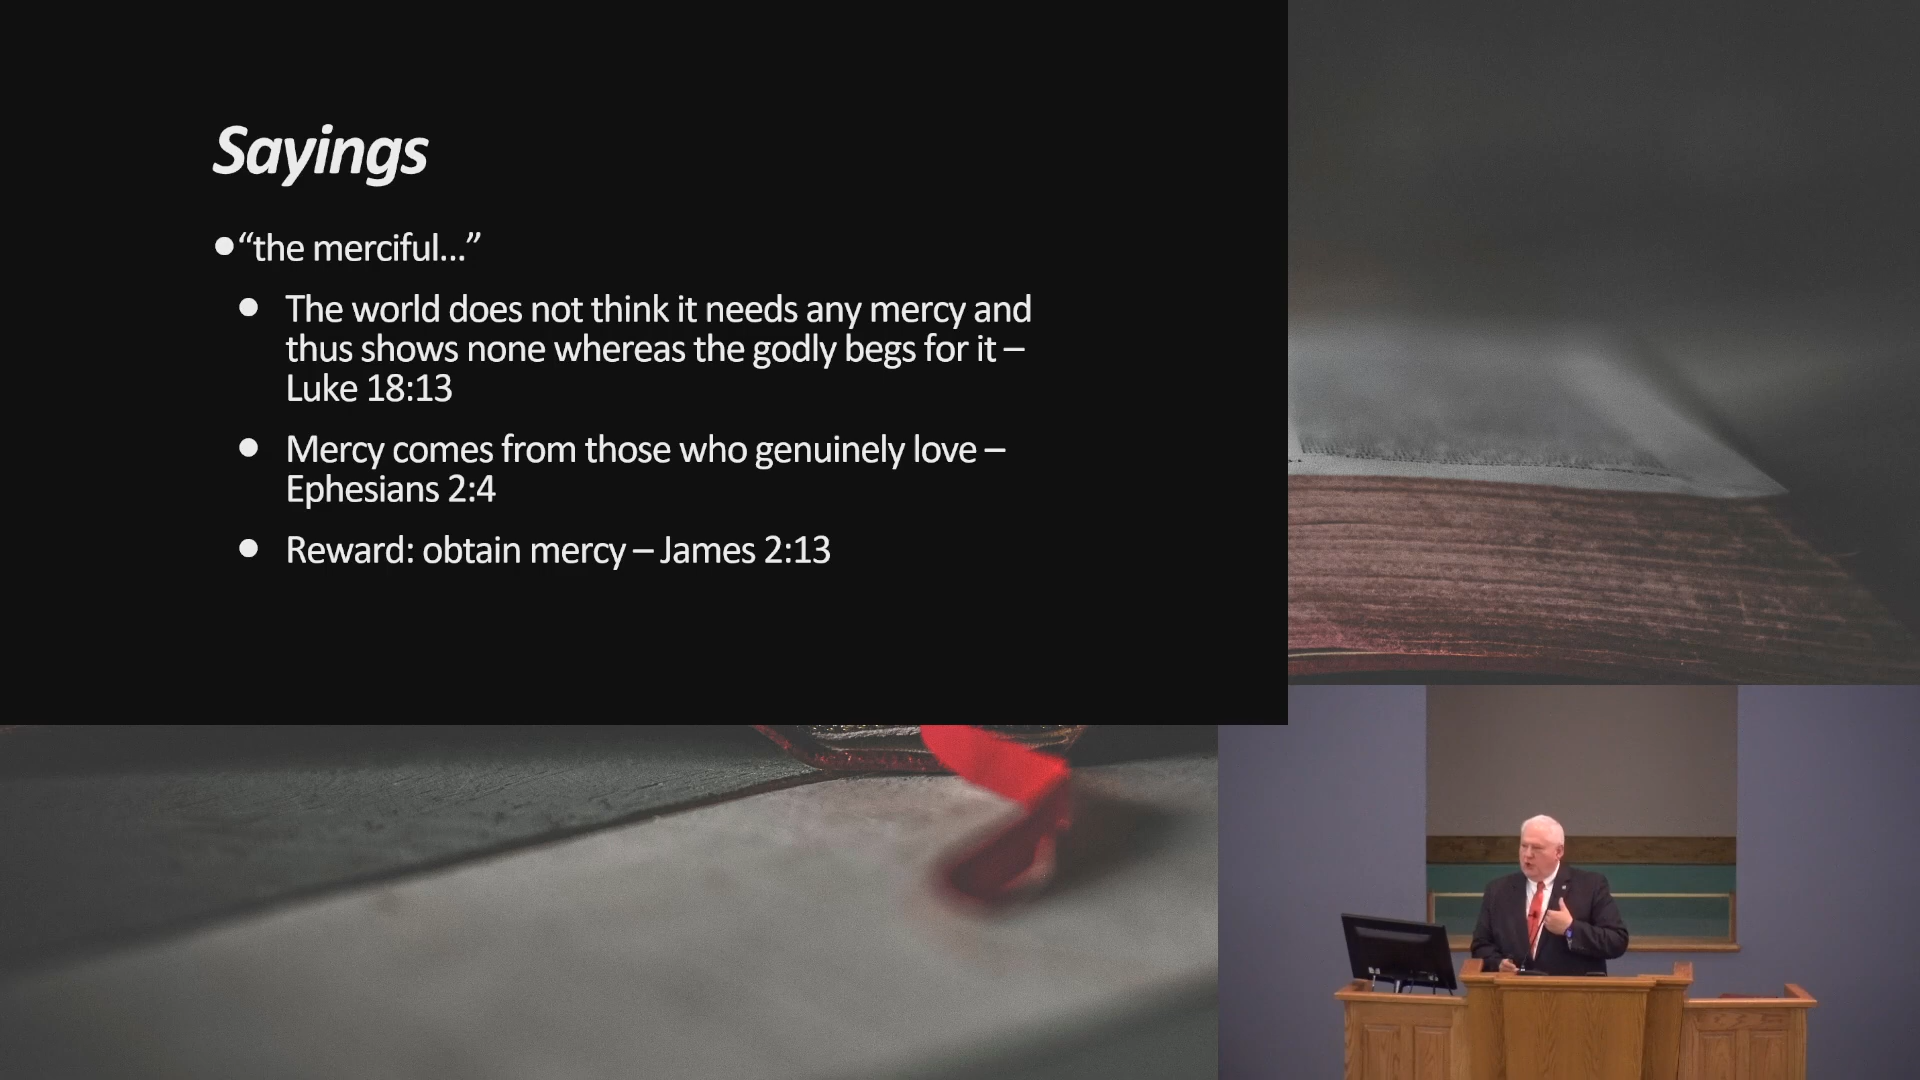 Sayings
•“the merciful...”
• The world does not think it needs any mercy and
thus shows none whereas the godly begs for it –
Luke 18:13
• Mercy comes from those who genuinely love –
Ephesians 2:4
• Reward: obtain mercy – James 2:13